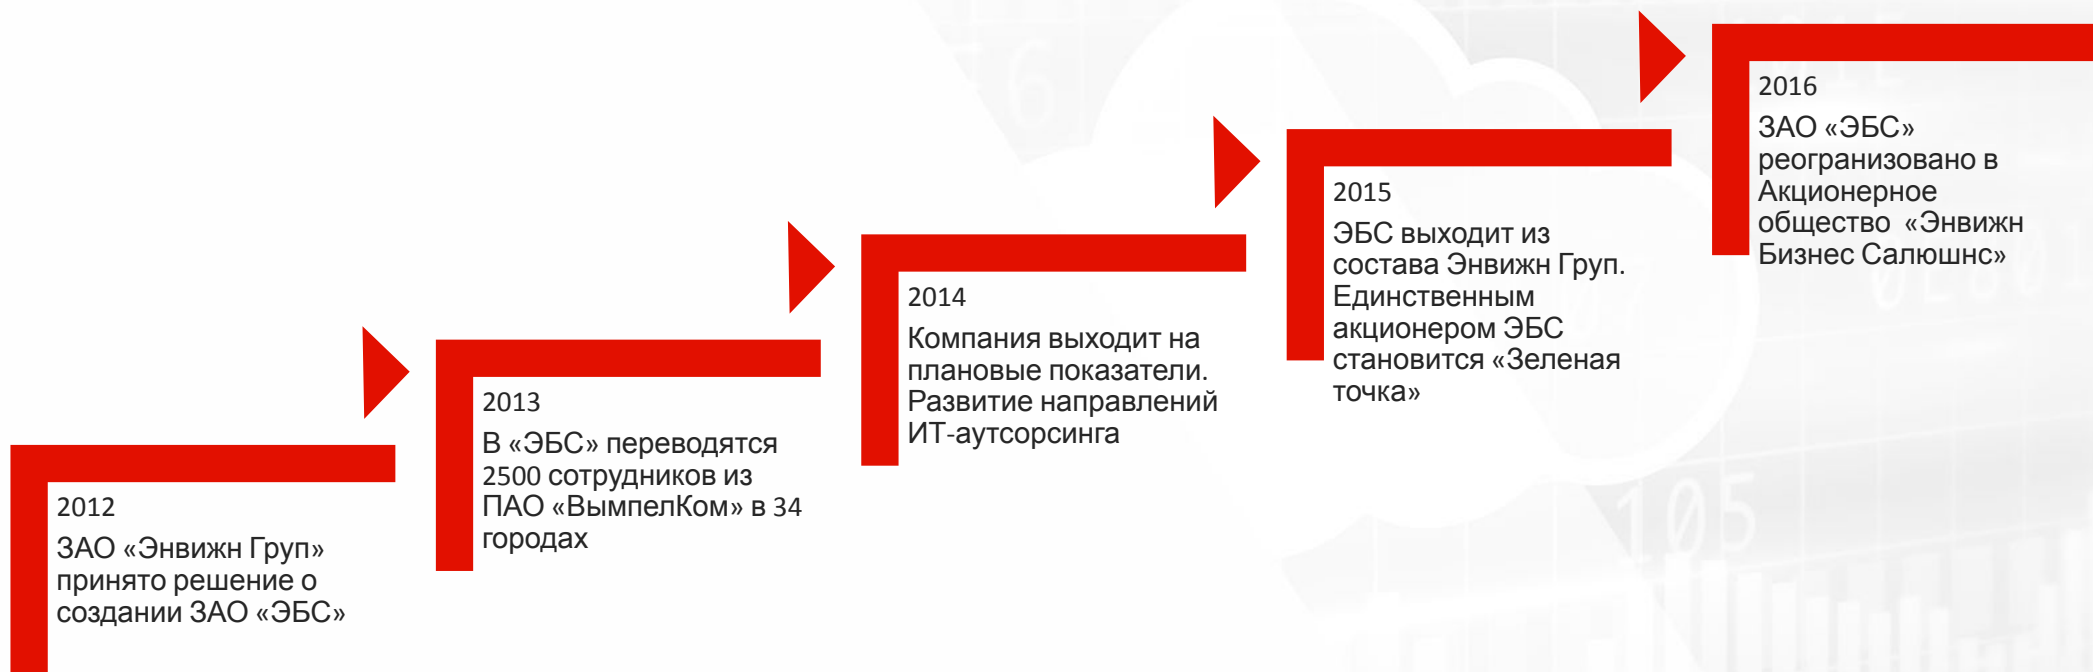 2012
ЗАО «Энвижн Груп»
принято решение о
создании ЗАО «ЭБС»
2013
В «ЭБС» переводятся
2500 сотрудников из
ПАО «ВымпелКом» в 34
городах
2014
Компания выходит на
плановые показатели.
Развитие направлений
ИТ-аутсорсинга
2015
ЭБС выходит из
состава Энвижн Груп.
Единственным
акционером ЭБС
становится «Зеленая
точка»
2016
ЗАО «ЭБС»
реогранизовано в
Акционерное
общество «Энвижн
Бизнес Салюшнс»
105